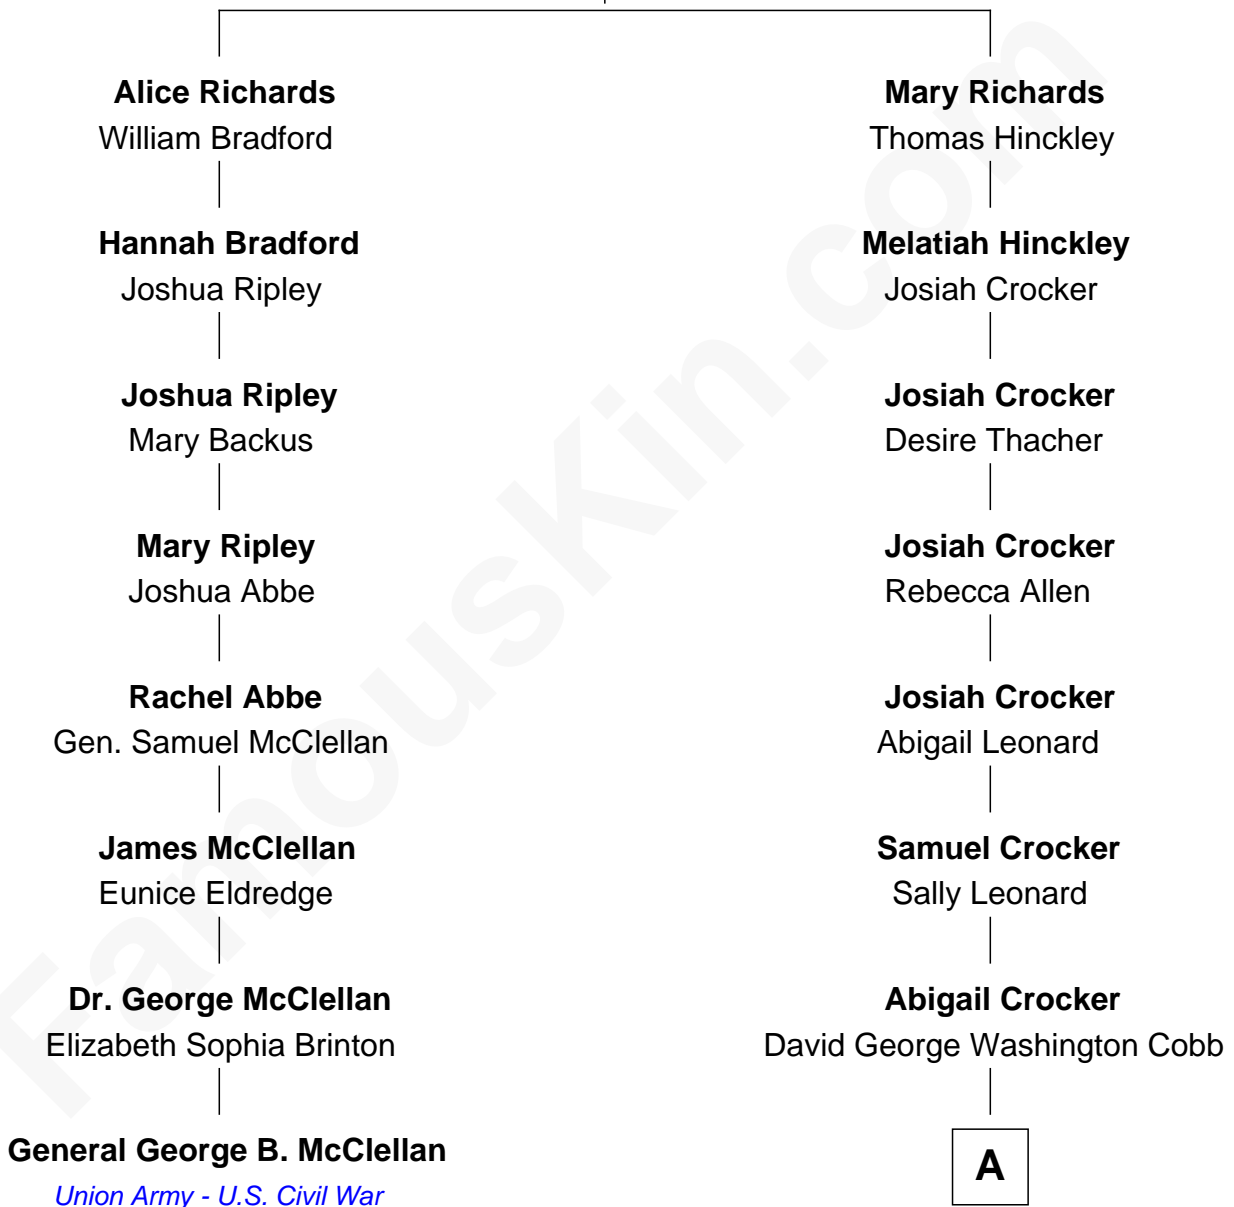 Alice Richards
William Bradford
Hannah Bradford
Joshua Ripley
Joshua Ripley
Mary Backus
Mary Ripley
Joshua Abbe
Rachel Abbe
Gen. Samuel McClellan
James McClellan
Eunice Eldredge
Dr. George McClellan
Elizabeth Sophia Brinton
General George B. McClellan
Union Army - U.S. Civil War
Mary Richards
Thomas Hinckley
Melatiah Hinckley
Josiah Crocker
Josiah Crocker
Desire Thacher
Josiah Crocker
Rebecca Allen
Josiah Crocker
Abigail Leonard
Samuel Crocker
Sally Leonard
Abigail Crocker
David George Washington Cobb
A
FamousKin.com